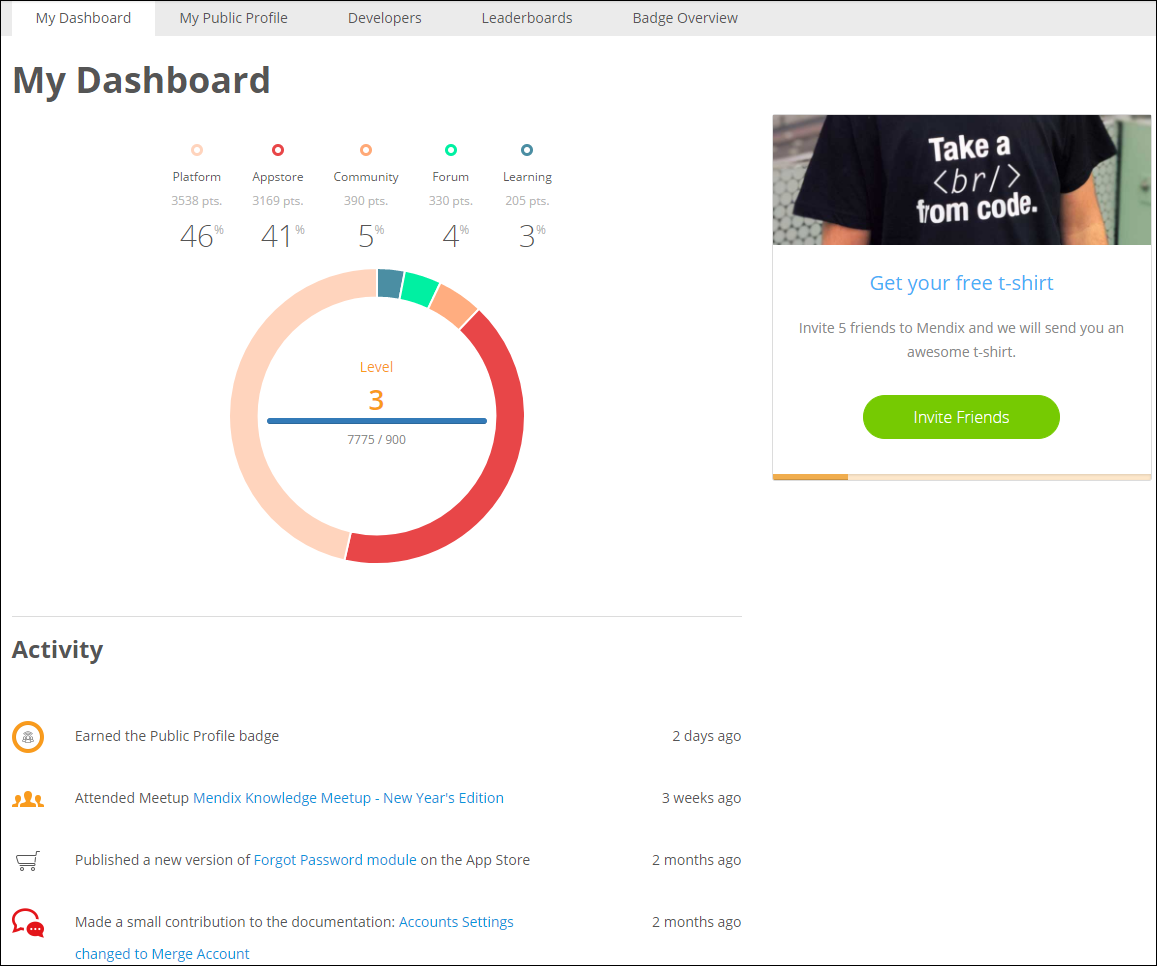 My Dashboard My Public Profile Developers Leaderboards Badge Overview
My Dashboard
Platform Appstore Community Forum Learning
3538 pts. 3169 pts. 390 pts. 330 pts. 205 pts.
46% 41% 5% 4% 3%
Level
3
7775 / 900
Take a
<br/>
from code.
Get your free t-shirt
Invite 5 friends to Mendix and we will send you an
awesome t-shirt.
Invite Friends
Activity
Earned the Public Profile badge 2 days ago
Attended Meetup Mendix Knowledge Meetup - New Year's Edition 3 weeks ago
Published a new version of Forgot Password module on the App Store 2 months ago
Made a small contribution to the documentation: Accounts Settings 2 months ago
changed to Merge Account